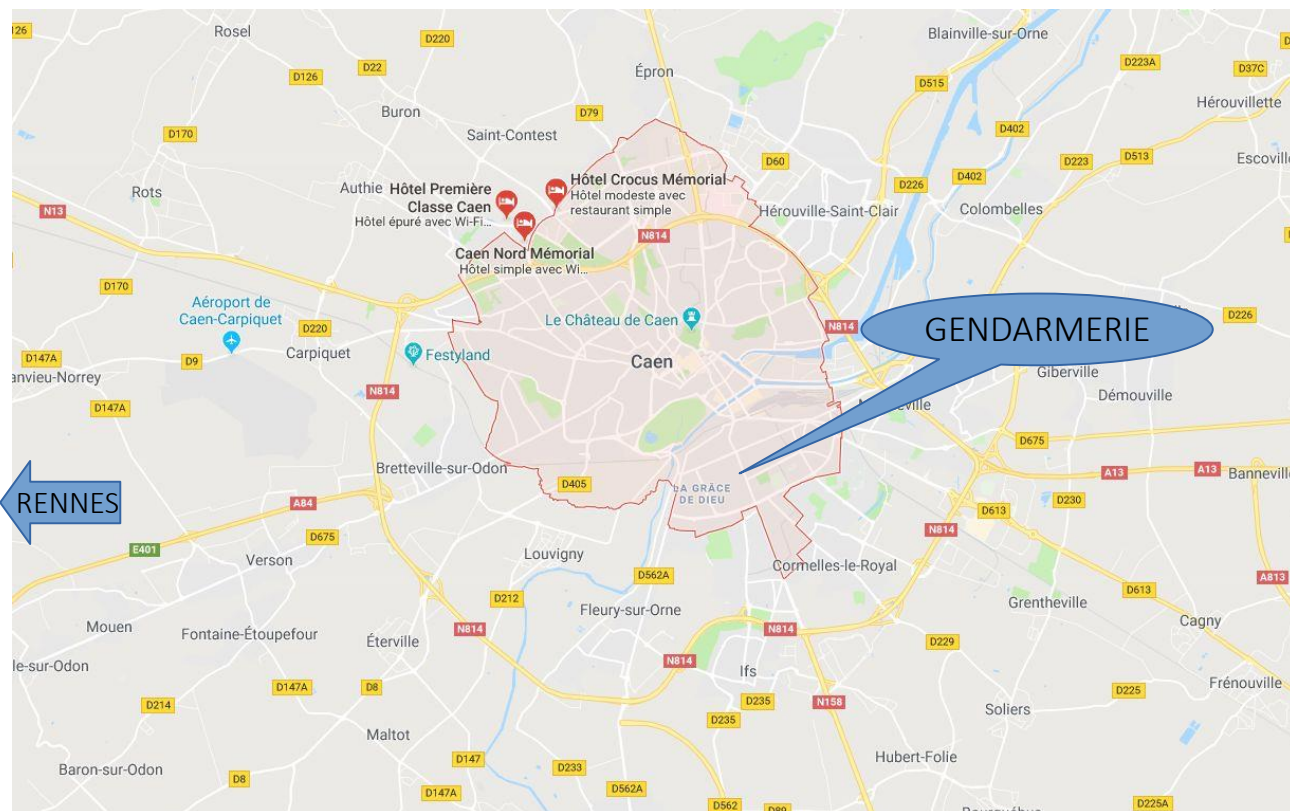 126
Rosel
D220
Blainville-sur-Orne
D7
D22
D126
Épron
D515
D223A
D37C
Buron
D79
Hérouvillette
Saint-Contest
D402
D170
D60
D223
D513
Escoville
Rots
Authie
Hôtel Première
Classe Caen
Hôtel épuré avec Wi-Fi...
Hôtel Crocus Mémorial
Hôtel modeste avec
restaurant simple
D226
D402
N13
Hérouville-Saint-Clair
Colombelles
N814
Caen Nord Mémorial
Hôtel simple avec Wi...
D170
Aéroport de
Caen-Carpiquet
D220
Le Château de Caen
N814
GENDARMERIE
D226
D147A
D9
Carpiquet
Festyland
Caen
Giberville
anvieu-Norrey
N814
Démouville
D147A
D675
Bretteville-sur-Odon
D405
LA GRÂCE
DE DIEU
A13
A13
Banneville
RENNES
A84
D230
D613
D675
N814
E401
Verson
Louvigny
Cormelles-le-Royal
D562A
A813
D212
Fleury-sur-Orne
Grentheville
D613
Mouen
Fontaine-Étoupefour
Éterville
N814
N814
D229
Cagny
le-sur-Odon
N814
Ifs
D147A
D8
D235
N158
D225
Frénouville
D214
D235
Soliers
Maltot
D147
D233
Hubert-Folie
Baron-sur-Odon
D8
D147A
D562A
D562
D89
D225A